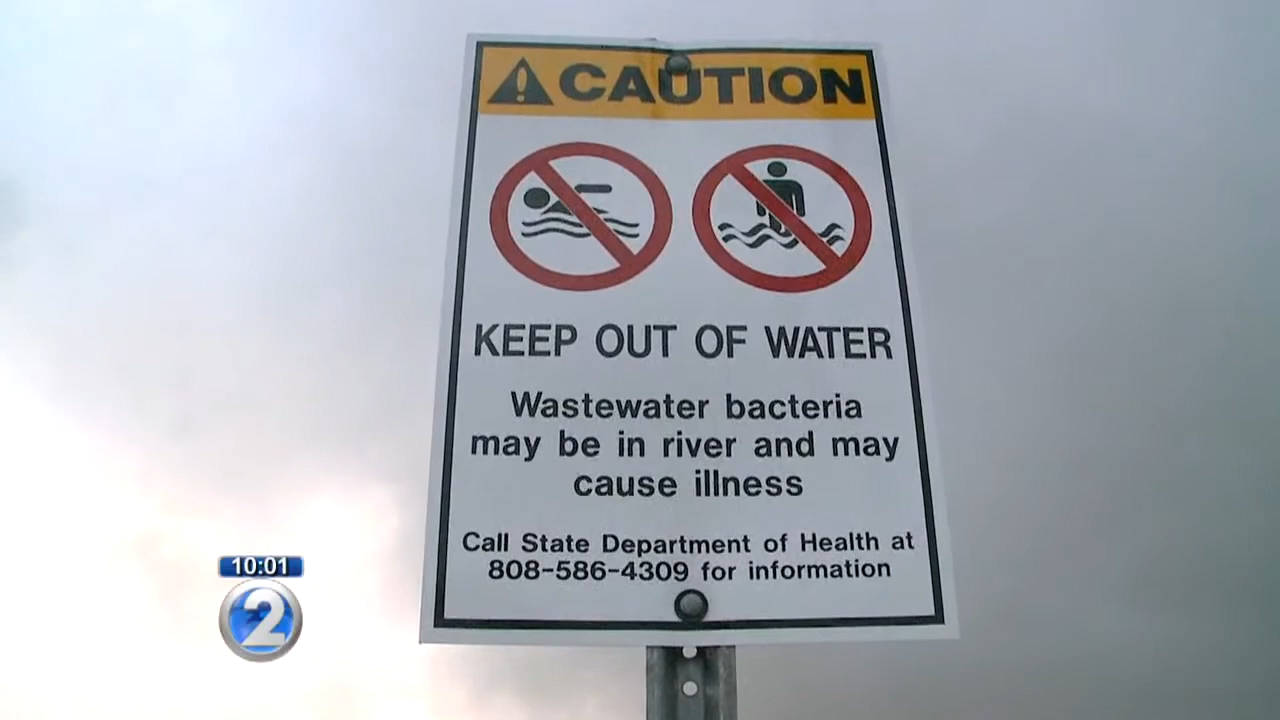 CAUTION
KEEP OUT OF WATER
Wastewater bacteria
may be in river and may
cause illness
Call State Department of Health at
808-586-4309 for information
10:01
2